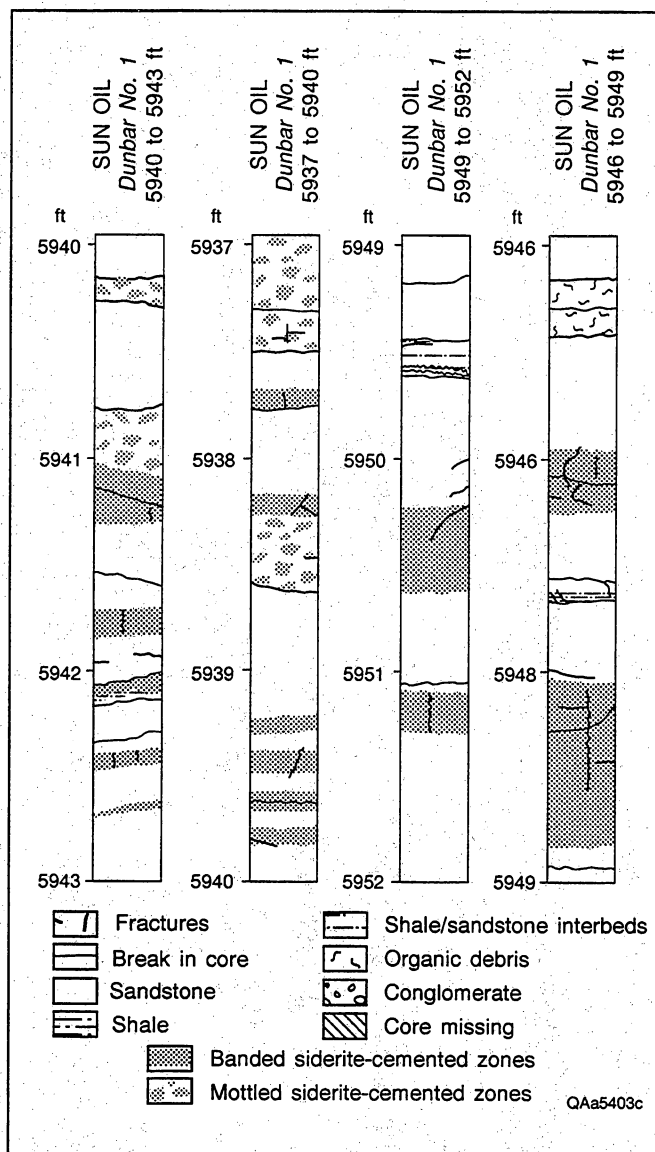 SUN OIL
Dunbar No. 1
5940 to 5943 ft
SUN OIL
Dunbar No. 1
5937 to 5940 ft
SUN OIL
Dunbar No. 1
5949 to 5952 ft
SUN OIL
Dunbar No. 1
5946 to 5949 ft
ft
5940
5941
5942
5943
ft
5937
5938
5939
5940
ft
5949
5950
5951
5952
ft
5946
5946
5948
5949
Fractures
Break in core
Sandstone
Shale
Shale/sandstone interbeds
Organic debris
Conglomerate
Core missing
Banded siderite-cemented zones
Mottled siderite-cemented zones
QAa5403c